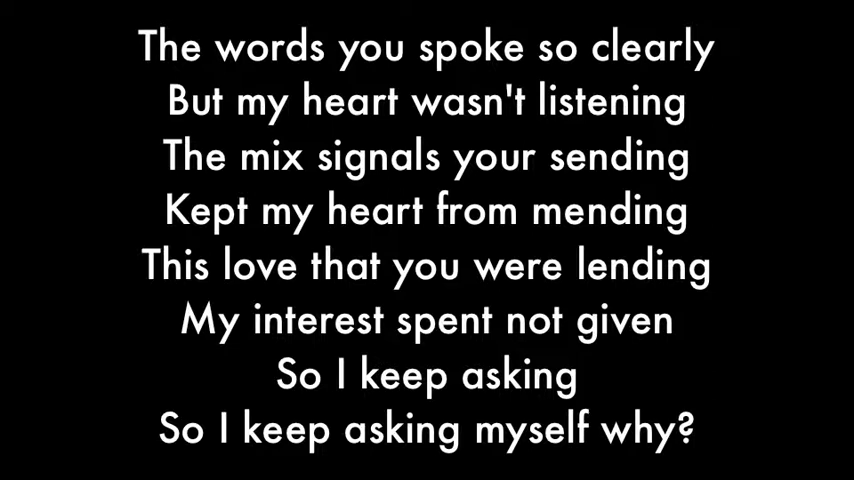 The words you spoke so clearly
But my heart wasn't listening
The mix signals your sending
Kept my heart from mending
This love that you were lending
My interest spent not given
So I keep asking
So I keep asking myself why?